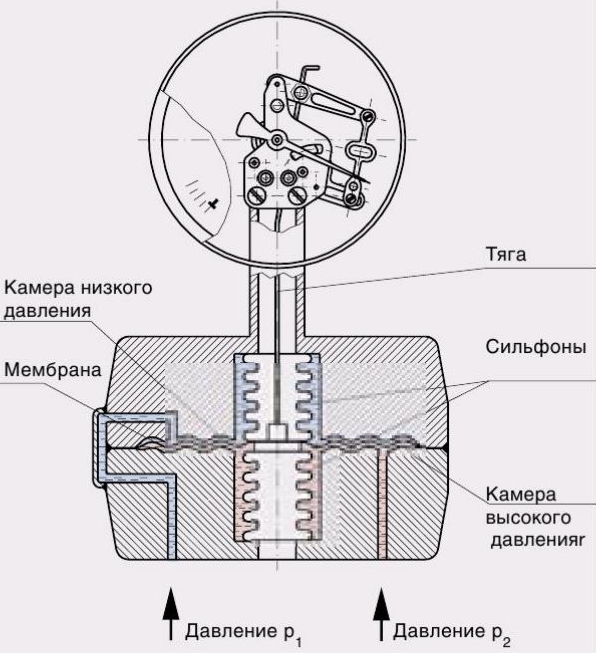 Тяга
Камера низкого
давления
Сильфоны
Мембрана
Камера
высокого
давленияr
Давление p1
Давление p2